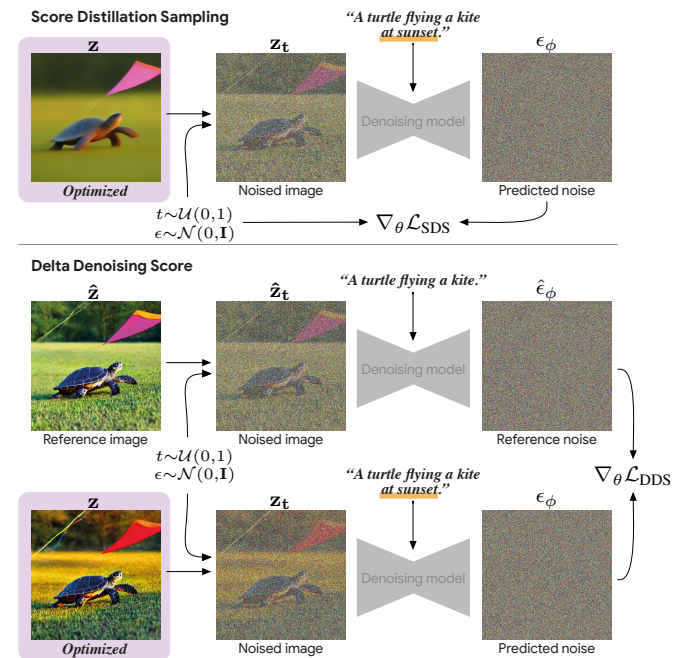 Score Distillation Sampling
z
z_t
“A turtle flying a kite
at sunset.”
ϵ_ϕ
Denoising model
Optimized
Noised image
Predicted noise
t∼𝒰(0,1)
ϵ∼𝒩(0,I)
∇_θ ℒ_SDS
Delta Denoising Score
ẑ
ẑ_t
“A turtle flying a kite.”
ϵ̂_ϕ
Denoising model
Reference image
Noised image
Reference noise
t∼𝒰(0,1)
ϵ∼𝒩(0,I)
∇_θ ℒ_DDS
z
z_t
“A turtle flying a kite
at sunset.”
ϵ_ϕ
Denoising model
Optimized
Noised image
Predicted noise